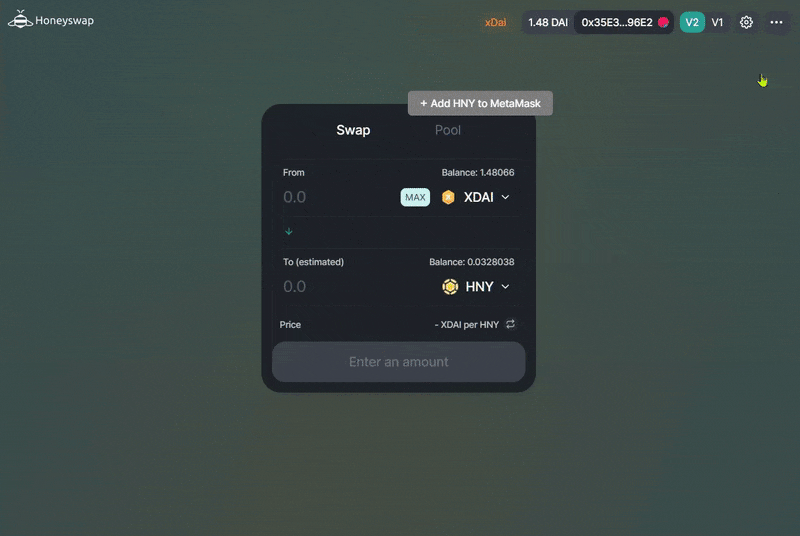 Honeyswap
xDai
1.48 DAI
0x35E3...96E2
V2
V1
+ Add HNY to MetaMask
Swap
Pool
From
Balance: 1.48066
0.0
MAX
XDAI
To (estimated)
Balance: 0.0328038
0.0
HNY
Price
- XDAI per HNY
Enter an amount